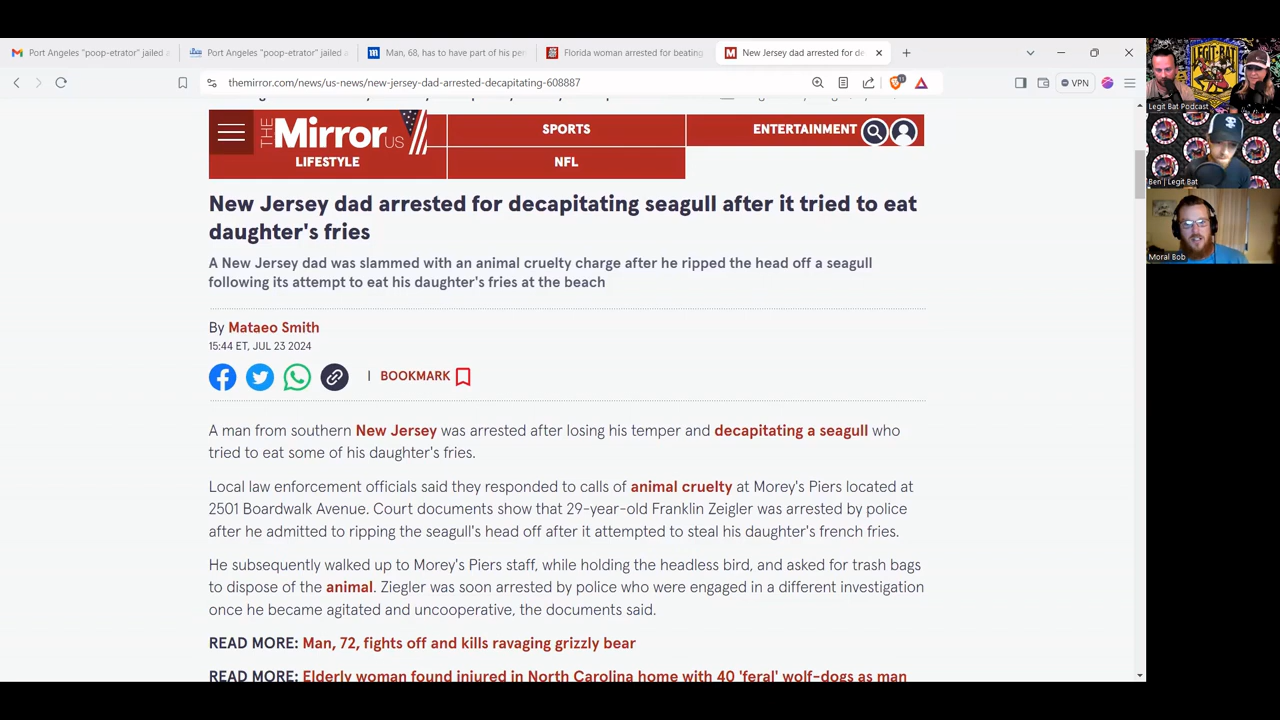 Port Angeles "poop-etrator" jailed a
Port Angeles "poop-etrator" jailed a
Man, 68, has to have part of his pe
Florida woman arrested for beating
New Jersey dad arrested for de
themirror.com/news/us-news/new-jersey-dad-arrested-decapitating-608887
VPN
LEGIT BAT
Legit Bat Podcast
Ben | Legit Bat
Moral Bob
THE Mirror US
SPORTS
ENTERTAINMENT
LIFESTYLE
NFL
New Jersey dad arrested for decapitating seagull after it tried to eat
daughter's fries
A New Jersey dad was slammed with an animal cruelty charge after he ripped the head off a seagull
following its attempt to eat his daughter's fries at the beach
By Mataeo Smith
15:44 ET, JUL 23 2024
| BOOKMARK
A man from southern New Jersey was arrested after losing his temper and decapitating a seagull who
tried to eat some of his daughter's fries.
Local law enforcement officials said they responded to calls of animal cruelty at Morey's Piers located at
2501 Boardwalk Avenue. Court documents show that 29-year-old Franklin Zeigler was arrested by police
after he admitted to ripping the seagull's head off after it attempted to steal his daughter's french fries.
He subsequently walked up to Morey's Piers staff, while holding the headless bird, and asked for trash bags
to dispose of the animal. Ziegler was soon arrested by police who were engaged in a different investigation
once he became agitated and uncooperative, the documents said.
READ MORE: Man, 72, fights off and kills ravaging grizzly bear
READ MORE: Elderly woman found injured in North Carolina home with 40 'feral' wolf-dogs as man